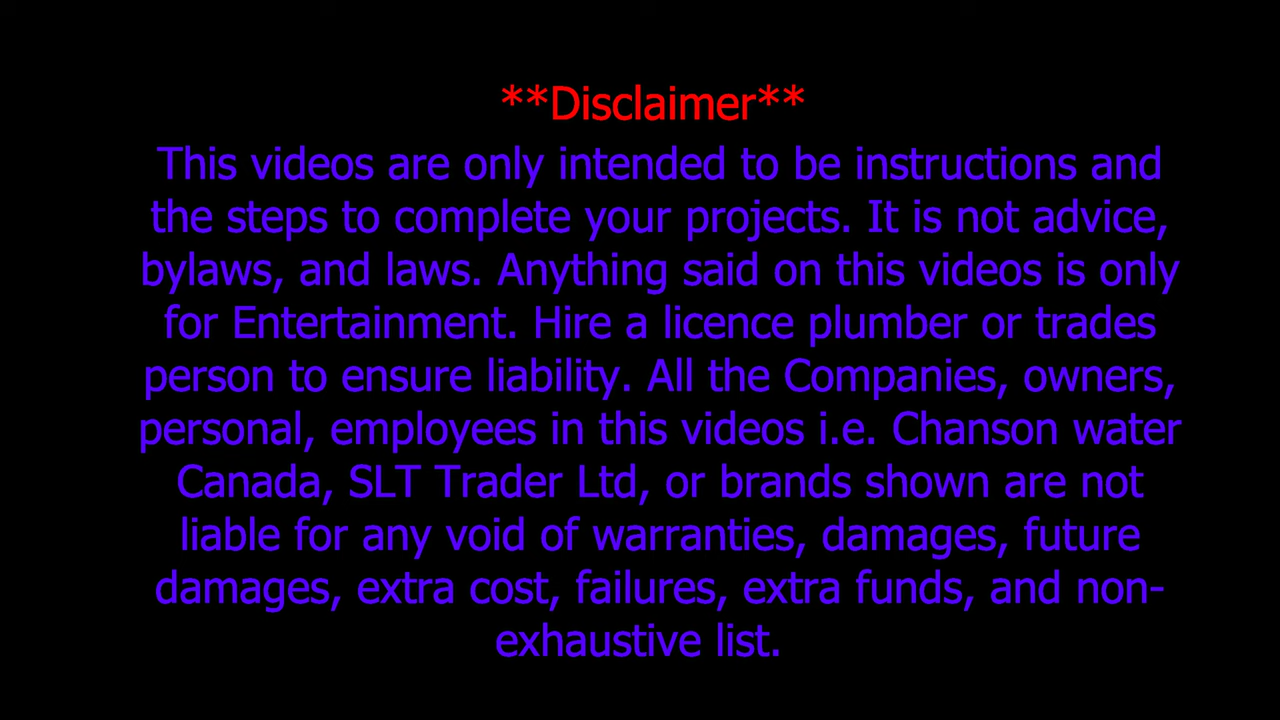 **Disclaimer**
This videos are only intended to be instructions and
the steps to complete your projects. It is not advice,
bylaws, and laws. Anything said on this videos is only
for Entertainment. Hire a licence plumber or trades
person to ensure liability. All the Companies, owners,
personal, employees in this videos i.e. Chanson water
Canada, SLT Trader Ltd, or brands shown are not
liable for any void of warranties, damages, future
damages, extra cost, failures, extra funds, and non-
exhaustive list.